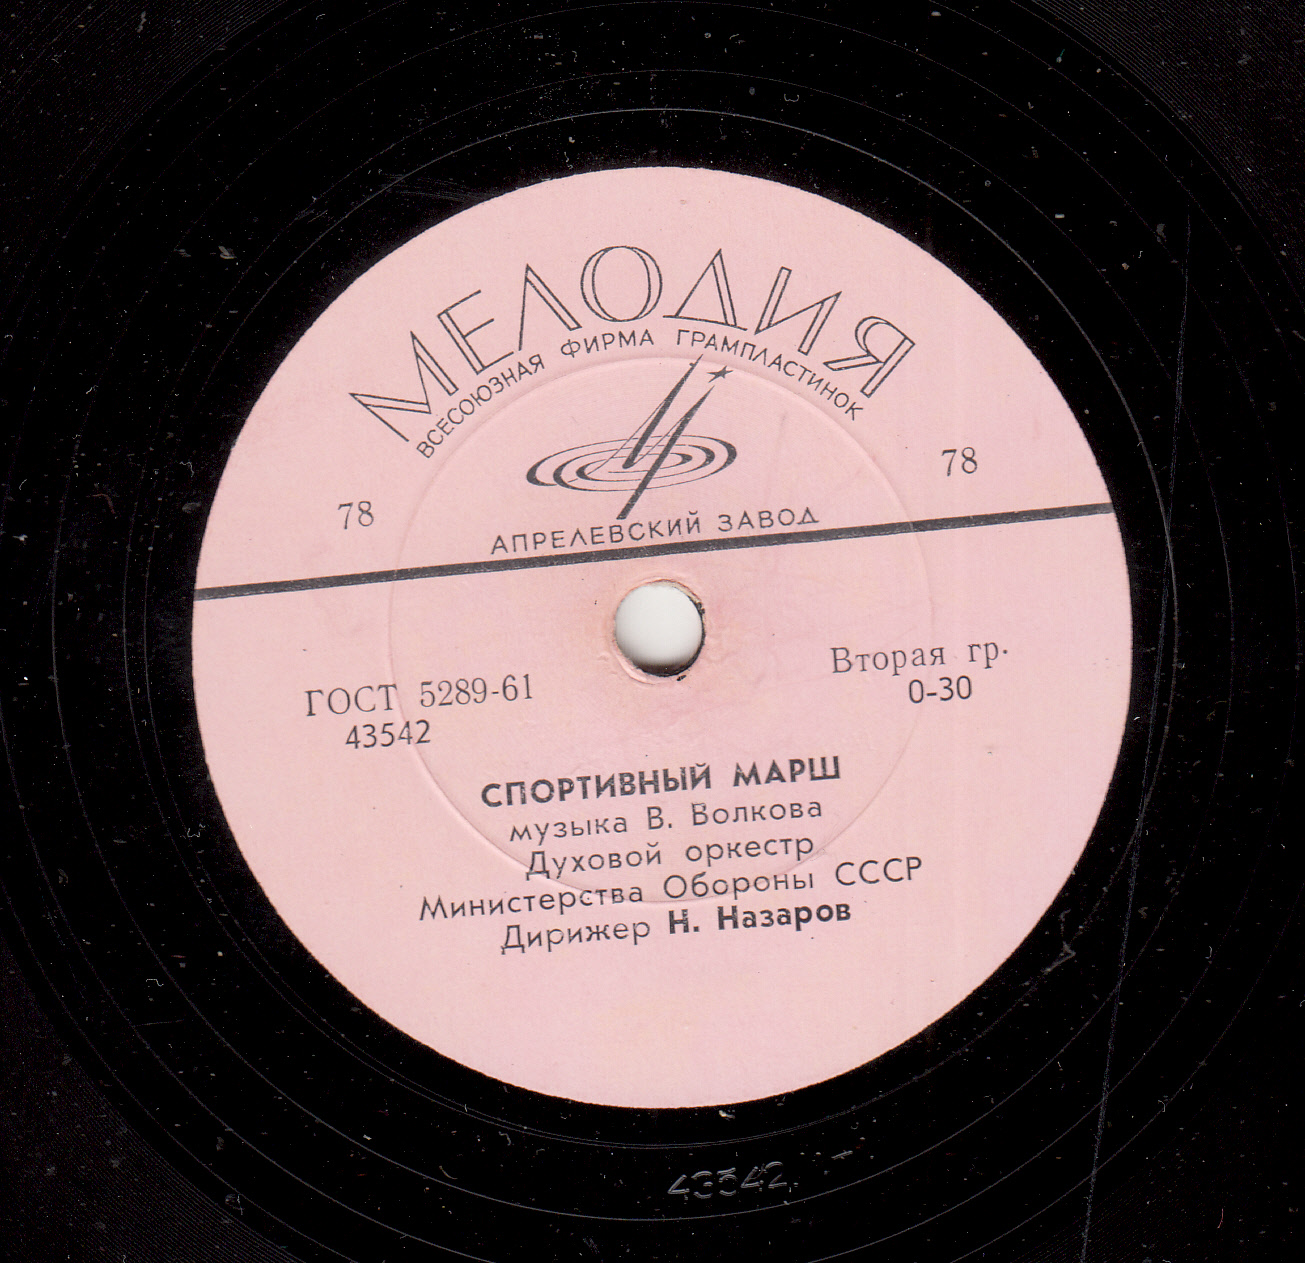 МЕЛОДИЯ
ВСЕСОЮЗНАЯ ФИРМА ГРАМПЛАСТИНОК
78
78
АПРЕЛЕВСКИЙ ЗАВОД
ГОСТ 5289-61
43542
Вторая гр.
0-30
СПОРТИВНЫЙ МАРШ
музыка В. Волкова
Духовой оркестр
Министерства Обороны СССР
Дирижер Н. Назаров
43542